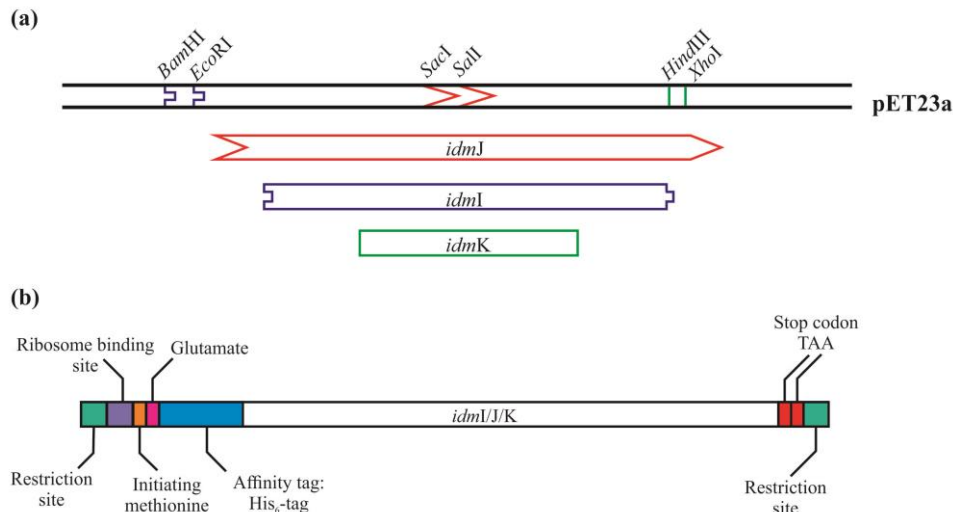 (a)
BamHI
EcoRI
SacI
SalI
HindIII
XhoI
pET23a
idmJ
idmI
idmK
(b)
Ribosome binding
site
Glutamate
Stop codon
TAA
idmI/J/K
Restriction
site
Initiating
methionine
Affinity tag:
His₆-tag
Restriction
site